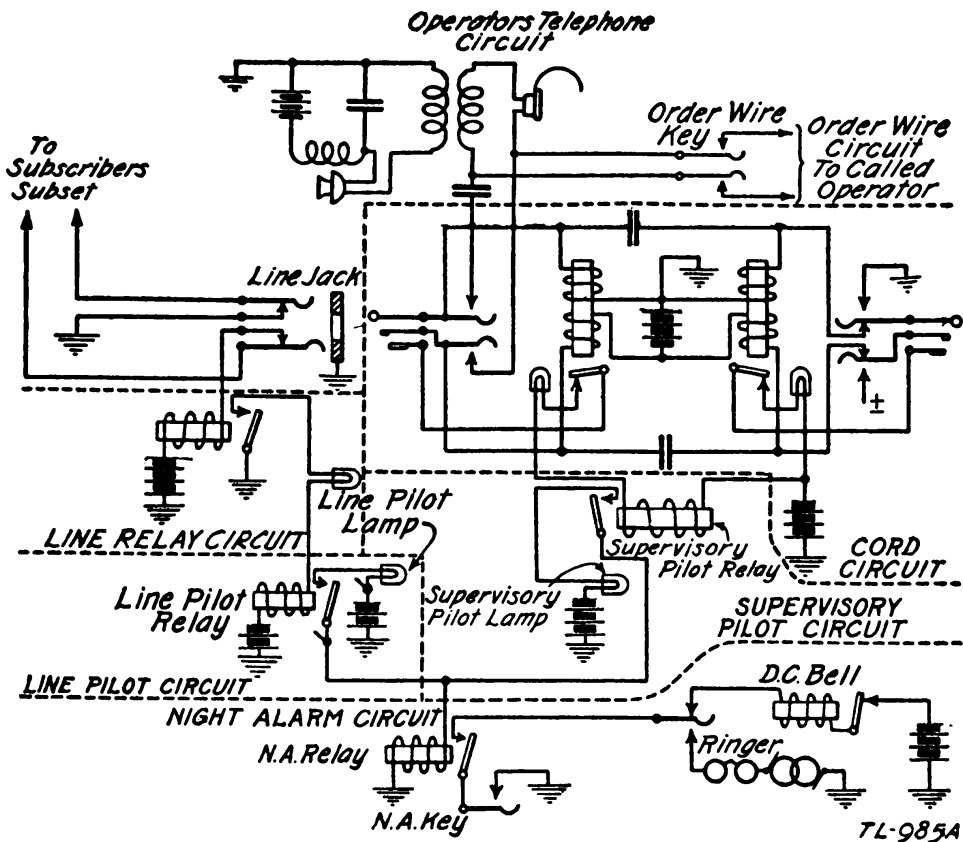 Operators Telephone
Circuit
Order Wire
Key
Order Wire
Circuit
To Called
Operator
To
Subscribers
Subset
Line Jack
±
Line Pilot
Lamp
LINE RELAY CIRCUIT
Supervisory
Pilot Relay
CORD
CIRCUIT
Line Pilot
Relay
Supervisory
Pilot Lamp
SUPERVISORY
PILOT CIRCUIT
LINE PILOT CIRCUIT
NIGHT ALARM CIRCUIT
D.C. Bell
N.A. Relay
Ringer
N.A. Key
TL-985A